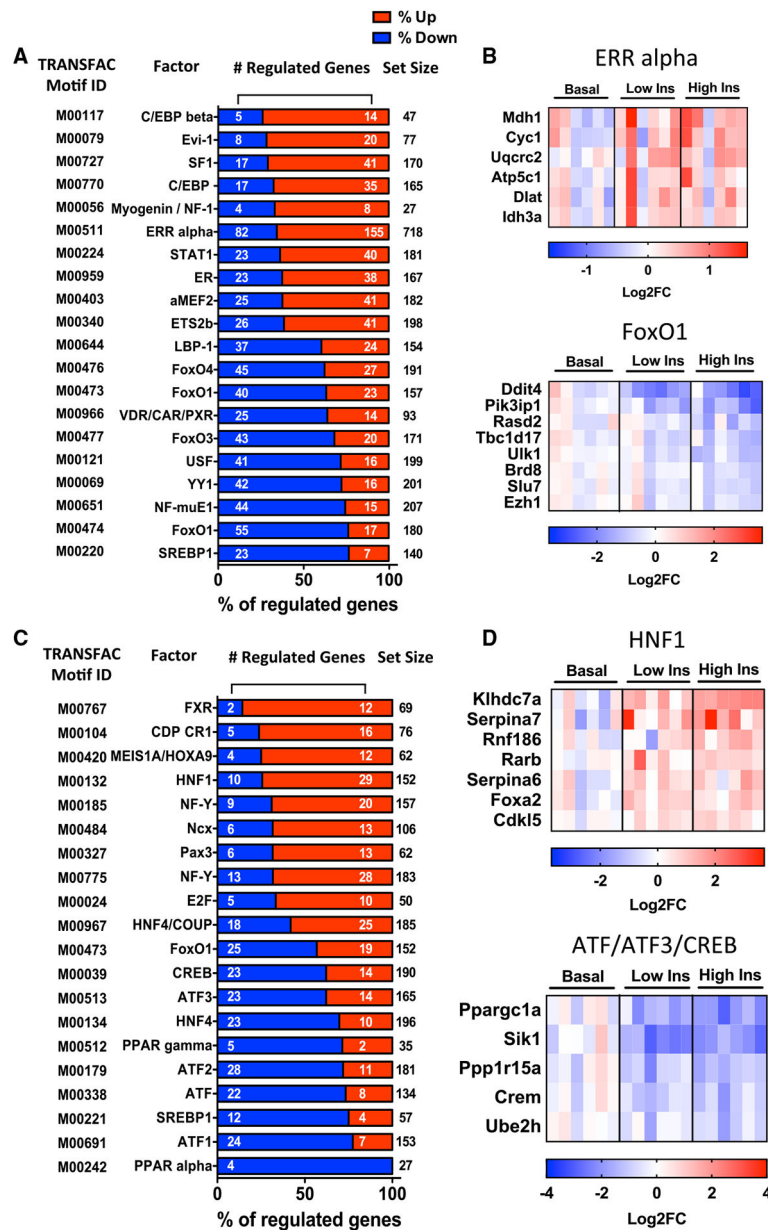 % Up
% Down
A
TRANSFAC Motif ID Factor # Regulated Genes Set Size
M00117 C/EBP beta 5 14 47
M00079 Evi-1 8 20 77
M00727 SF1 17 41 170
M00770 C/EBP 17 35 165
M00056 Myogenin / NF-1 4 8 27
M00511 ERR alpha 82 155 718
M00224 STAT1 23 40 181
M00959 ER 23 38 167
M00403 aMEF2 25 41 182
M00340 ETS2b 26 41 198
M00644 LBP-1 37 24 154
M00476 FoxO4 45 27 191
M00473 FoxO1 40 23 157
M00966 VDR/CAR/PXR 25 14 93
M00477 FoxO3 43 20 171
M00121 USF 41 16 199
M00069 YY1 42 16 201
M00651 NF-muE1 44 15 207
M00474 FoxO1 55 17 180
M00220 SREBP1 23 7 140
0 50 100
% of regulated genes
B
ERR alpha
Basal Low Ins High Ins
Mdh1
Cyc1
Uqcrc2
Atp5c1
Dlat
Idh3a
-1 0 1
Log2FC
FoxO1
Basal Low Ins High Ins
Ddit4
Pik3ip1
Rasd2
Tbc1d17
Ulk1
Brd8
Slu7
Ezh1
-2 0 2
Log2FC
C
TRANSFAC Motif ID Factor # Regulated Genes Set Size
M00767 FXR 2 12 69
M00104 CDP CR1 5 16 76
M00420 MEIS1A/HOXA9 4 12 62
M00132 HNF1 10 29 152
M00185 NF-Y 9 20 157
M00484 Ncx 6 13 106
M00327 Pax3 6 13 62
M00775 NF-Y 13 28 183
M00024 E2F 5 10 50
M00967 HNF4/COUP 18 25 185
M00473 FoxO1 25 19 152
M00039 CREB 23 14 190
M00513 ATF3 23 14 165
M00134 HNF4 23 10 196
M00512 PPAR gamma 5 2 35
M00179 ATF2 28 11 181
M00338 ATF 22 8 134
M00221 SREBP1 12 4 57
M00691 ATF1 24 7 153
M00242 PPAR alpha 4 27
0 50 100
% of regulated genes
D
HNF1
Basal Low Ins High Ins
Klhdc7a
Serpina7
Rnf186
Rarb
Serpina6
Foxa2
Cdkl5
-2 0 2
Log2FC
ATF/ATF3/CREB
Basal Low Ins High Ins
Ppargc1a
Sik1
Ppp1r15a
Crem
Ube2h
-4 -2 0 2 4
Log2FC